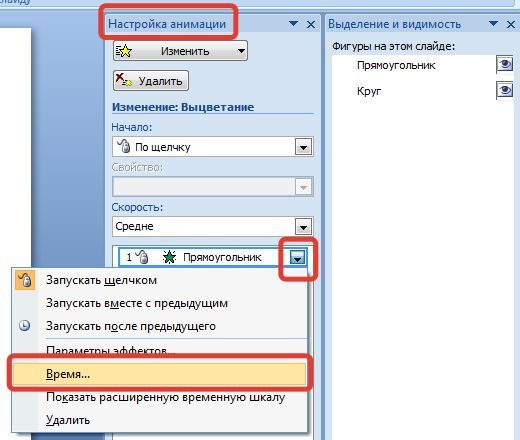 слайду
Настройка анимации
Изменить
Удалить
Изменение: Выцветание
Начало:
По щелчку
Свойство:
Скорость:
Средне
1 Прямоугольник
Запускать щелчком
Запускать вместе с предыдущим
Запускать после предыдущего
Параметры эффектов...
Время...
Показать расширенную временную шкалу
Удалить
Выделение и видимость
Фигуры на этом слайде:
Прямоугольник
Круг